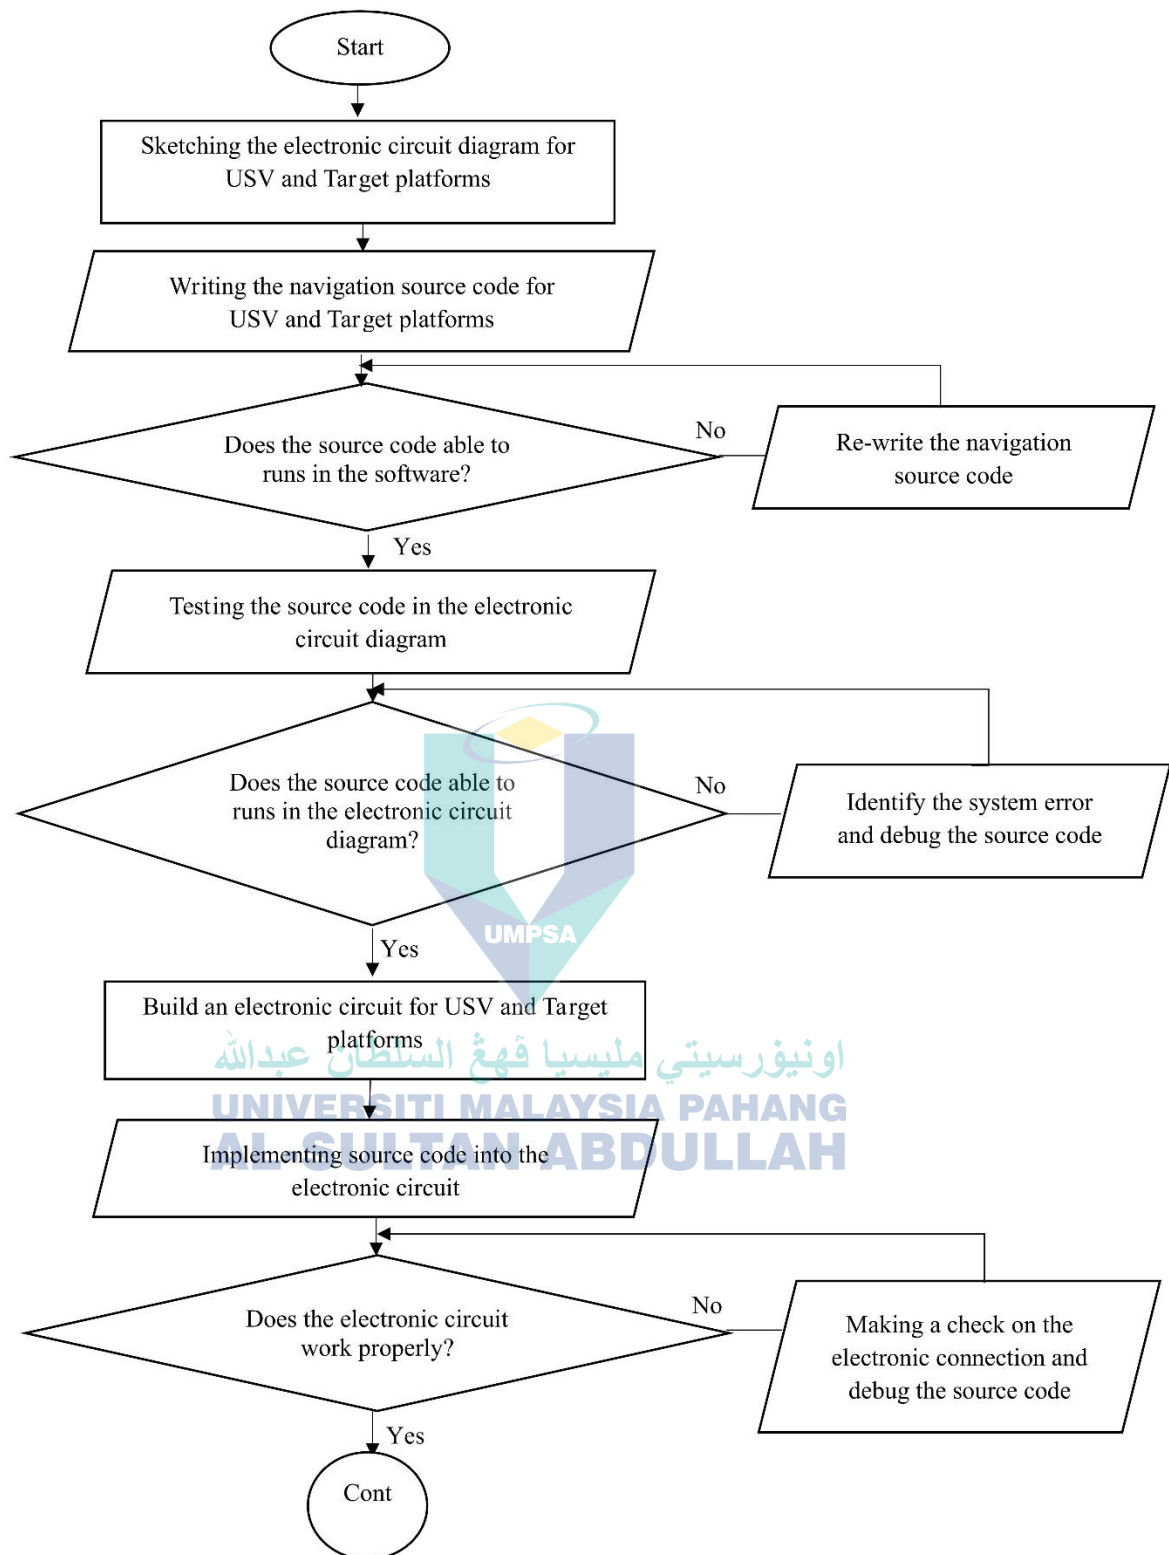 Start
Sketching the electronic circuit diagram for
USV and Target platforms
Writing the navigation source code for
USV and Target platforms
Does the source code able to
runs in the software?
No
Re-write the navigation
source code
Yes
Testing the source code in the electronic
circuit diagram
Does the source code able to
runs in the electronic circuit
diagram?
No
Identify the system error
and debug the source code
UMPSA
Yes
Build an electronic circuit for USV and Target
platforms
اونيۏرسيتي مليسيا ڤهڠ السلطان عبدالله
UNIVERSITI MALAYSIA PAHANG
AL-SULTAN ABDULLAH
Implementing source code into the
electronic circuit
Does the electronic circuit
work properly?
No
Making a check on the
electronic connection and
debug the source code
Yes
Cont